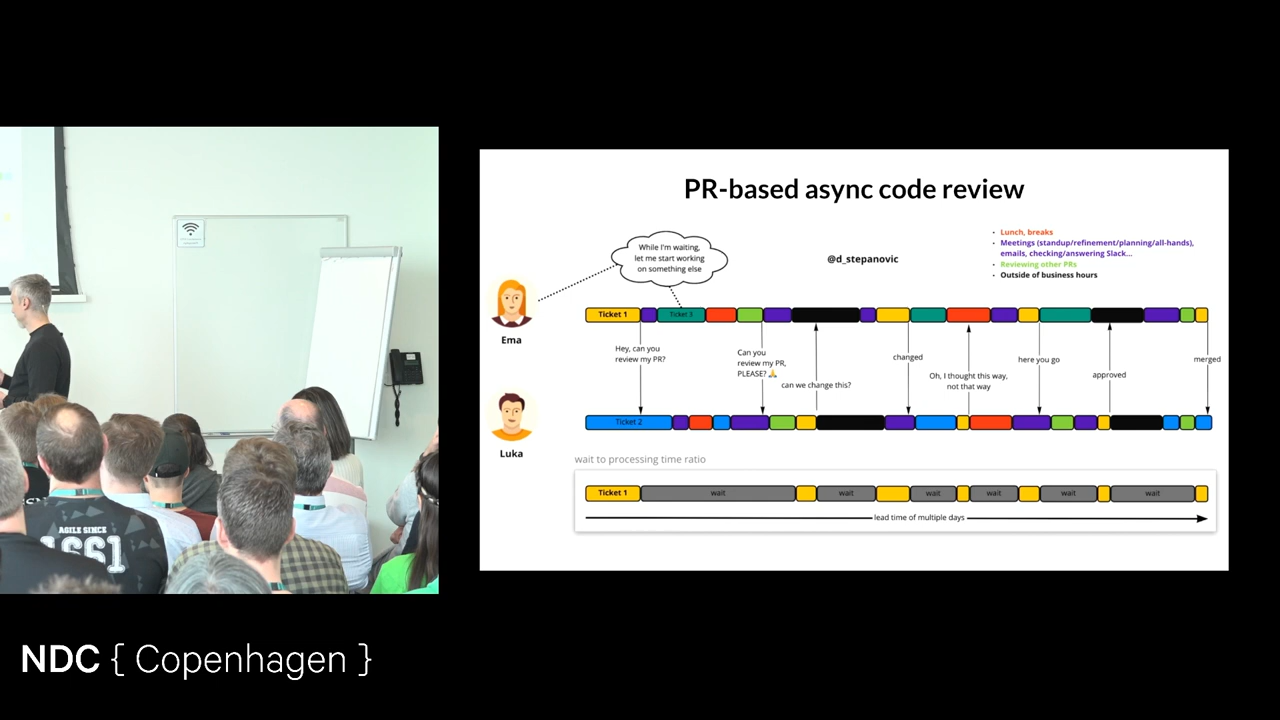 PR-based async code review
While I'm waiting,
let me start working
on something else
@d_stepanovic
• Lunch, breaks
• Meetings (standup/refinement/planning/all-hands),
emails, checking/answering Slack...
• Reviewing other PRs
• Outside of business hours
Ticket 1
Ticket 3
Ema
Hey, can you
review my PR?
Can you
review my PR,
PLEASE? 🙏
can we change this?
changed
Oh, I thought this way,
not that way
here you go
approved
merged
Ticket 2
Luka
wait to processing time ratio
Ticket 1
wait
wait
wait
wait
wait
wait
lead time of multiple days
AGILE SINCE
1661
NDC { Copenhagen }